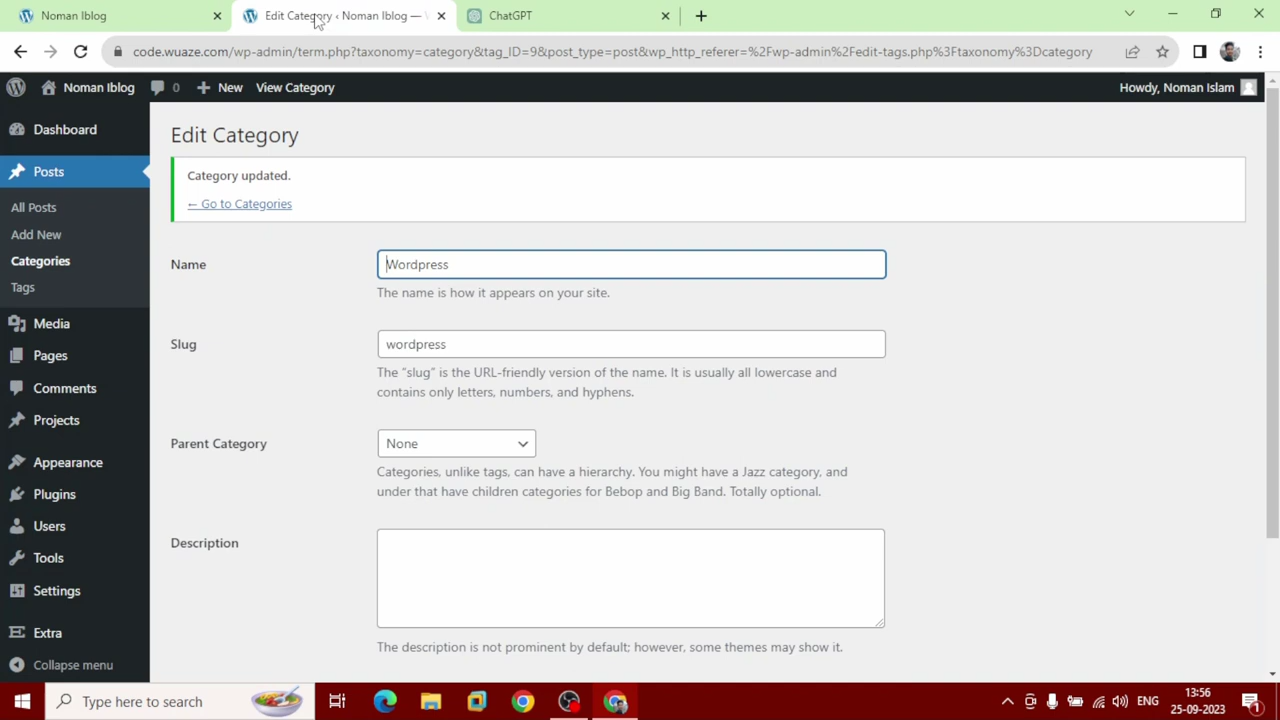 Noman Iblog
Edit Category ‹ Noman Iblog —
ChatGPT
code.wuaze.com/wp-admin/term.php?taxonomy=category&tag_ID=9&post_type=post&wp_http_referer=%2Fwp-admin%2Fedit-tags.php%3Ftaxonomy%3Dcategory
Noman Iblog
0
New
View Category
Howdy, Noman Islam
Dashboard
Posts
All Posts
Add New
Categories
Tags
Media
Pages
Comments
Projects
Appearance
Plugins
Users
Tools
Settings
Extra
Collapse menu
Edit Category
Category updated.
← Go to Categories
Name
Wordpress
The name is how it appears on your site.
Slug
wordpress
The “slug” is the URL-friendly version of the name. It is usually all lowercase and
contains only letters, numbers, and hyphens.
Parent Category
None
Categories, unlike tags, can have a hierarchy. You might have a Jazz category, and
under that have children categories for Bebop and Big Band. Totally optional.
Description
The description is not prominent by default; however, some themes may show it.
Type here to search
ENG
13:56
25-09-2023
1